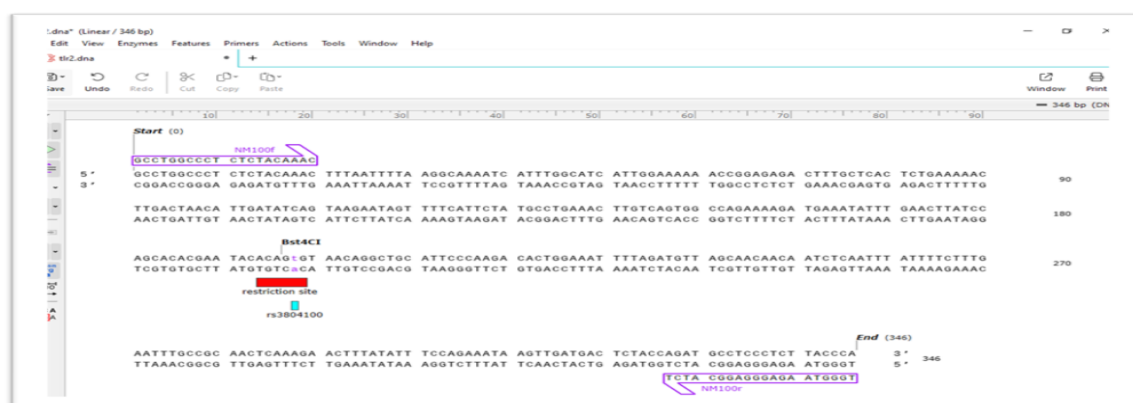 2.dna* (Linear / 346 bp)
Edit View Enzymes Features Primers Actions Tools Window Help
tlr2.dna * +
Save Undo Redo Cut Copy Paste Window Print
346 bp (DN
10 20 30 40 50 60 70 80 90
Start (0)
NM100f
GCCTGGCCCT CTCTACAAAC
5' GCCTGGCCCT CTCTACAAAC TTTAATTTTA AGGCAAAATC ATTTGGCATC ATTGGAAAAA ACCGGAGAGA CTTTGCTCAC TCTGAAAAAC 90
3' CGGACCGGGA GAGATGTTTG AAATTAAAAT TCCGTTTTAG TAAACCGTAG TAACCTTTTT TGGCCTCTCT GAAACGAGTG AGACTTTTTG
TTGACTAACA TTGATATCAG TAAGAATAGT TTTCATTCTA TGCCTGAAAC TTGTCAGTGG CCAGAAAAGA TGAAATATTT GAACTTATCC 180
AACTGATTGT AACTATAGTC ATTCTTATCA AAAGTAAGAT ACGGACTTTG AACAGTCACC GGTCTTTTCT ACTTTATAAA CTTGAATAGG
Bst4CI
AGCACACGAA TACACAGtGT AACAGGCTGC ATTCCCAAGA CACTGGAAAT TTTAGATGTT AGCAACAACA ATCTCAATTT ATTTTCTTTG 270
TCGTGTGCTT ATGTGTCaCA TTGTCCGACG TAAGGGTTCT GTGACCTTTA AAATCTACAA TCGTTGTTGT TAGAGTTAAA TAAAAGAAAC
restriction site
rs3804100
End (346)
AATTTGCCGC AACTCAAAGA ACTTTATATT TCCAGAAATA AGTTGATGAC TCTACCAGAT GCCTCCCTCT TACCCA 3' 346
TTAAACGGCG TTGAGTTTCT TGAAATATAA AGGTCTTTAT TCAACTACTG AGATGGTCTA CGGAGGGAGA ATGGGT 5'
TCTA CGGAGGGAGA ATGGGT
NM100r